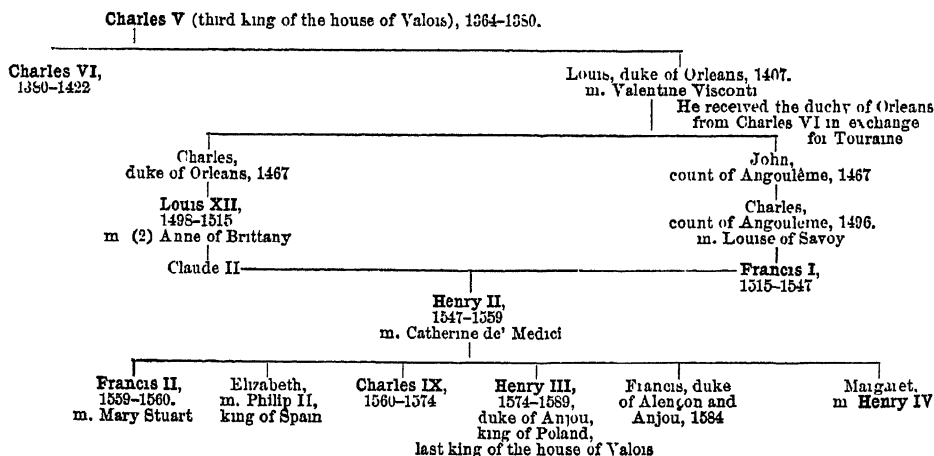 Charles V (third king of the house of Valois), 1364-1380.
Charles VI,
1380-1422
Louis, duke of Orleans, 1407.
m. Valentine Visconti
He received the duchy of Orleans
from Charles VI in exchange
for Touraine
Charles,
duke of Orleans, 1467
John,
count of Angoulême, 1467
Louis XII,
1498-1515
m (2) Anne of Brittany
Charles,
count of Angouleme, 1496.
m. Louise of Savoy
Claude II
Francis I,
1515-1547
Henry II,
1547-1559
m. Catherine de' Medici
Francis II,
1559-1560.
m. Mary Stuart
Elizabeth,
m. Philip II,
king of Spain
Charles IX,
1560-1574
Henry III,
1574-1589,
duke of Anjou,
king of Poland,
last king of the house of Valois
Francis, duke
of Alençon and
Anjou, 1584
Margaret,
m Henry IV